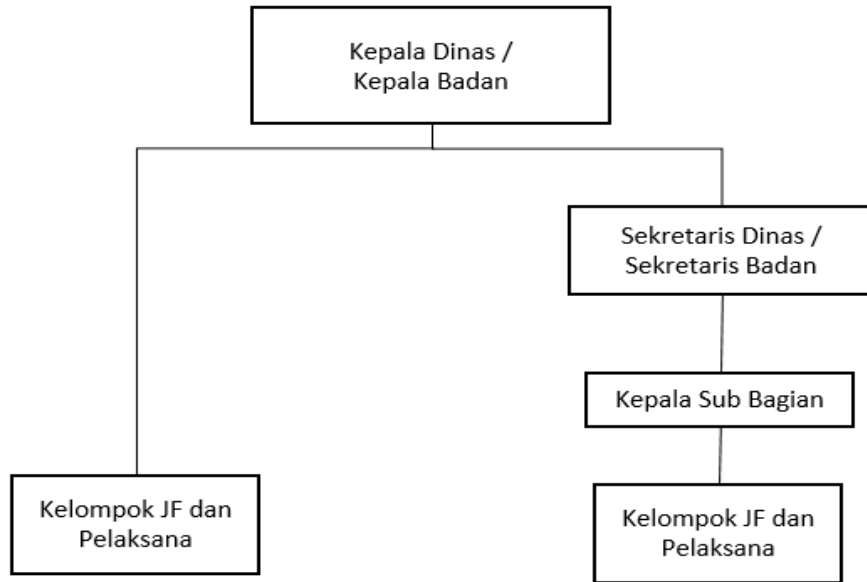 Kepala Dinas /
Kepala Badan
Sekretaris Dinas /
Sekretaris Badan
Kepala Sub Bagian
Kelompok JF dan
Pelaksana
Kelompok JF dan
Pelaksana